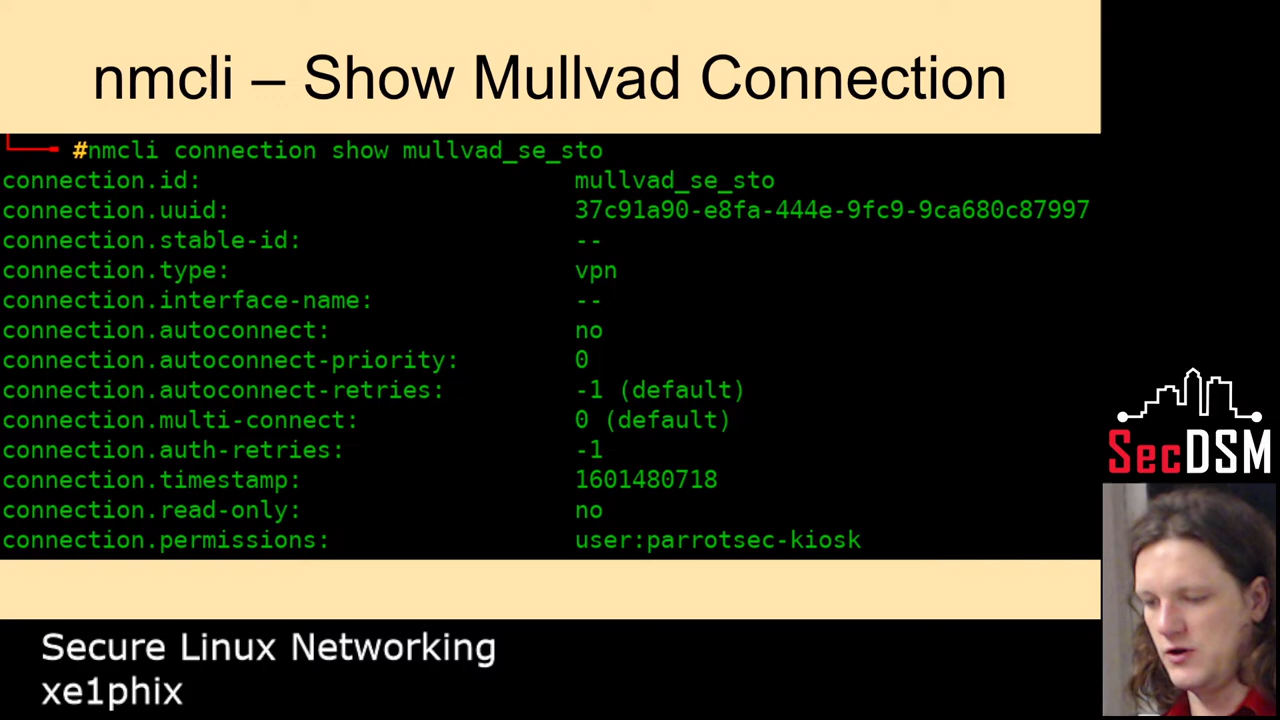 nmcli – Show Mullvad Connection
#nmcli connection show mullvad_se_sto
connection.id: mullvad_se_sto
connection.uuid: 37c91a90-e8fa-444e-9fc9-9ca680c87997
connection.stable-id: --
connection.type: vpn
connection.interface-name: --
connection.autoconnect: no
connection.autoconnect-priority: 0
connection.autoconnect-retries: -1 (default)
connection.multi-connect: 0 (default)
connection.auth-retries: -1
connection.timestamp: 1601480718
connection.read-only: no
connection.permissions: user:parrotsec-kiosk
SecDSM
Secure Linux Networking
xe1phix